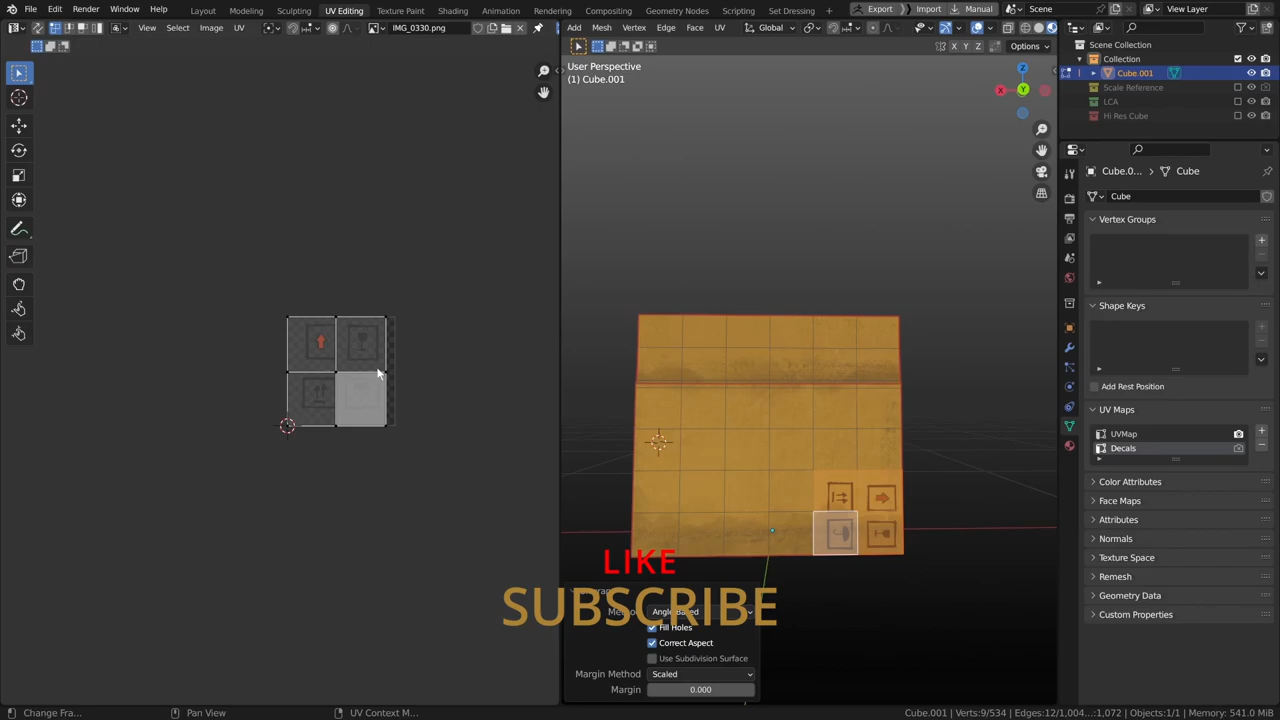 File Edit Render Window Help Layout Modeling Sculpting UV Editing Texture Paint Shading Animation Rendering Compositing Geometry Nodes Scripting Set Dressing + Export Import Manual Scene View Layer
View Select Image UV IMG_0330.png Add Mesh Vertex Edge Face UV Global
X Y Z Options
User Perspective
(1) Cube.001
Scene Collection
Collection
Cube.001
Scale Reference
LCA
Hi Res Cube
Cube.0... > Cube
Cube
Vertex Groups
Shape Keys
Add Rest Position
UV Maps
UVMap
Decals
Color Attributes
Face Maps
Attributes
Normals
Texture Space
Remesh
Geometry Data
Custom Properties
LIKE
SUBSCRIBE
Angle Based
Fill Holes
Correct Aspect
Use Subdivision Surface
Margin Method Scaled
Margin 0.000
Change Fra... Pan View UV Context M... Cube.001 | Verts:9/534 | Edges:12/1,004... :1,072 | Objects:1/1 | Memory: 541.0 MiB